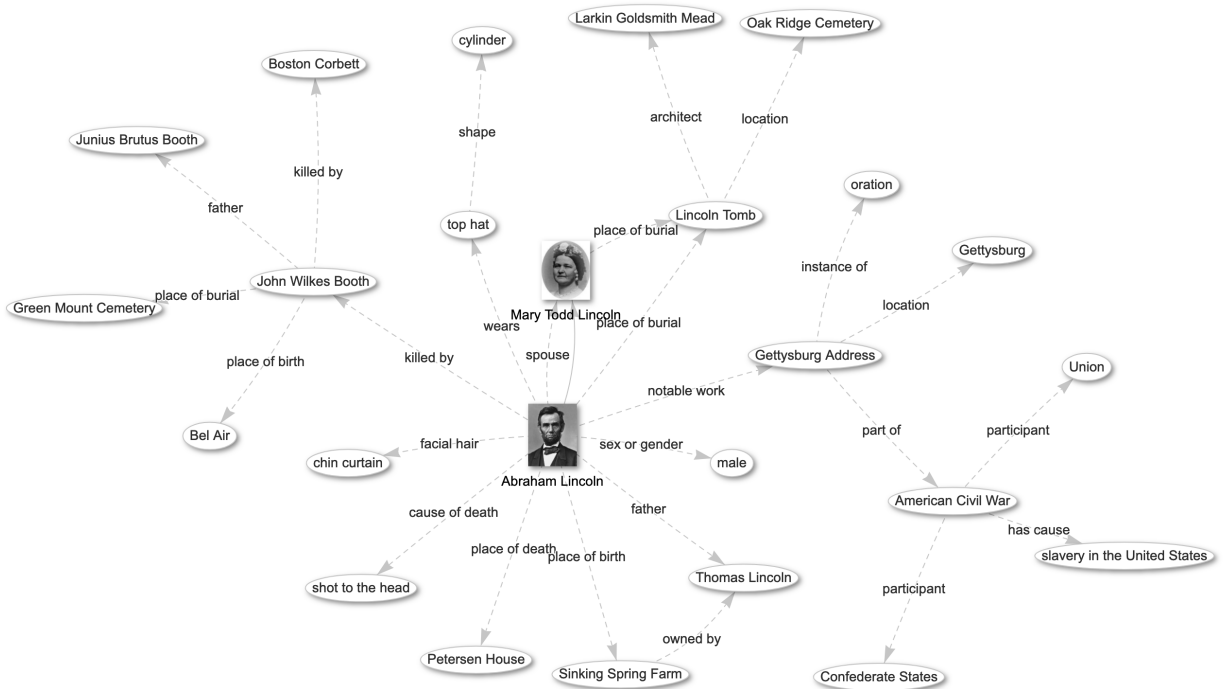 Larkin Goldsmith Mead
Oak Ridge Cemetery
cylinder
Boston Corbett
architect
location
shape
Junius Brutus Booth
killed by
oration
father
Lincoln Tomb
top hat
place of burial
Gettysburg
instance of
John Wilkes Booth
place of burial
Green Mount Cemetery
location
Mary Todd Lincoln
wears
place of burial
spouse
Gettysburg Address
killed by
place of birth
Union
notable work
Bel Air
part of
participant
facial hair
sex or gender
chin curtain
male
Abraham Lincoln
American Civil War
cause of death
father
has cause
place of death
place of birth
slavery in the United States
shot to the head
Thomas Lincoln
participant
owned by
Petersen House
Sinking Spring Farm
Confederate States